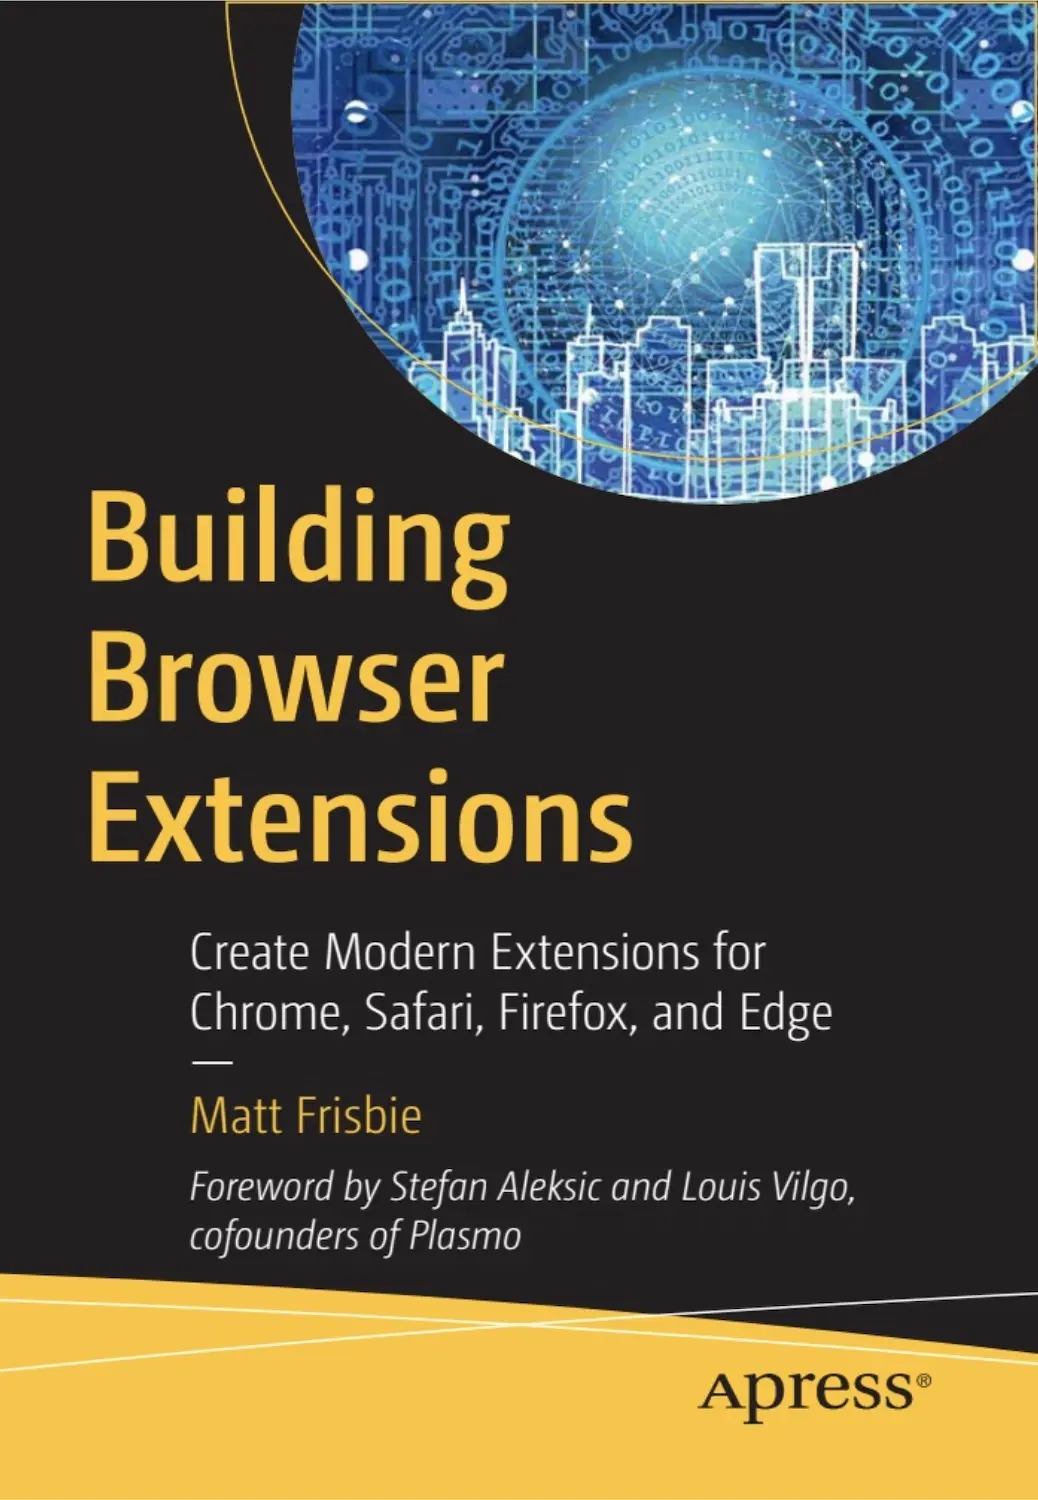 Building
Browser
Extensions
Create Modern Extensions for
Chrome, Safari, Firefox, and Edge
Matt Frisbie
Foreword by Stefan Aleksic and Louis Vilgo,
cofounders of Plasmo
Apress®